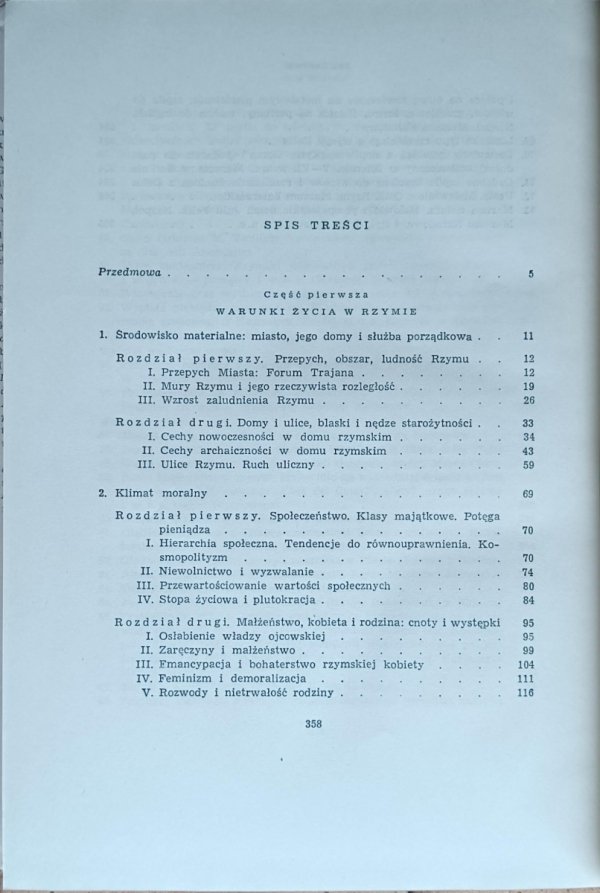 SPIS TREŚCI
Przedmowa . . . . . . . . . . . . . . . . . . 5
Część pierwsza
WARUNKI ŻYCIA W RZYMIE
1. Środowisko materialne: miasto, jego domy i służba porządkowa . . 11
Rozdział pierwszy. Przepych, obszar, ludność Rzymu . . 12
I. Przepych Miasta: Forum Trajana . . . . . . . . 12
II. Mury Rzymu i jego rzeczywista rozległość . . . . . . 19
III. Wzrost zaludnienia Rzymu . . . . . . . . . . 26
Rozdział drugi. Domy i ulice, blaski i nędze starożytności . . 33
I. Cechy nowoczesności w domu rzymskim . . . . . . 34
II. Cechy archaiczności w domu rzymskim . . . . . . 43
III. Ulice Rzymu. Ruch uliczny . . . . . . . . . . 59
2. Klimat moralny . . . . . . . . . . . . . . . 69
Rozdział pierwszy. Społeczeństwo. Klasy majątkowe. Potęga
pieniądza . . . . . . . . . . . . . . . 70
I. Hierarchia społeczna. Tendencje do równouprawnienia. Ko-
smopolityzm . . . . . . . . . . . . . . 70
II. Niewolnictwo i wyzwalanie . . . . . . . . . . 74
III. Przewartościowanie wartości społecznych . . . . . . 80
IV. Stopa życiowa i plutokracja . . . . . . . . . . 84
Rozdział drugi. Małżeństwo, kobieta i rodzina: cnoty i występki 95
I. Osłabienie władzy ojcowskiej . . . . . . . . . 95
II. Zaręczyny i małżeństwo . . . . . . . . . . . 99
III. Emancypacja i bohaterstwo rzymskiej kobiety . . . . . 104
IV. Feminizm i demoralizacja . . . . . . . . . . 111
V. Rozwody i nietrwałość rodziny . . . . . . . . . 116
358